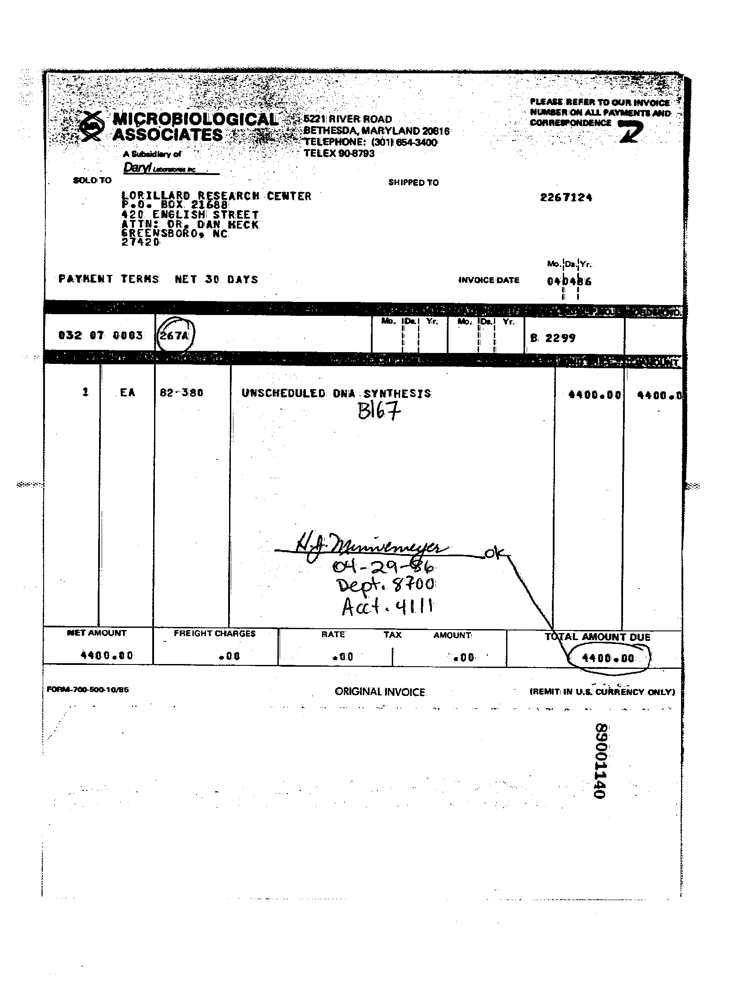 PLEASE REFER TO OUR INVOICE
NUMBER ON ALL PAYMENTS AND
CORRESPONDENCE
MICROBIOLOGICAL
ASSOCIATES
5221 RIVER ROAD
BETHESDA, MARYLAND 20816
TELEPHONE: (301) 654-3400
TELEX 90-8793
A Subsidiary of
Daryl Laboratories Inc.
SOLD TO
SHIPPED TO
LORILLARD RESEARCH CENTER
P.O. BOX 21688
420 ENGLISH STREET
ATTN: DR. DAN HECK
GREENSBORO, NC
27420
2267124
Mo. Da. Yr.
PAYMENT TERMS NET 30 DAYS
INVOICE DATE 040486
Mo. Da. Yr. Mo. Da. Yr.
032 07 0003 267A B 2299
AMOUNT
1 EA 82-380 UNSCHEDULED DNA SYNTHESIS 4400.00 4400.0
B167
H.J. Minnemeyer ok
04-29-86
Dept. 8700
Acct. 4111
NET AMOUNT FREIGHT CHARGES RATE TAX AMOUNT TOTAL AMOUNT DUE
4400.00 .00 .00 .00 4400.00
FORM-700-500-10/85 ORIGINAL INVOICE (REMIT IN U.S. CURRENCY ONLY)
89001140